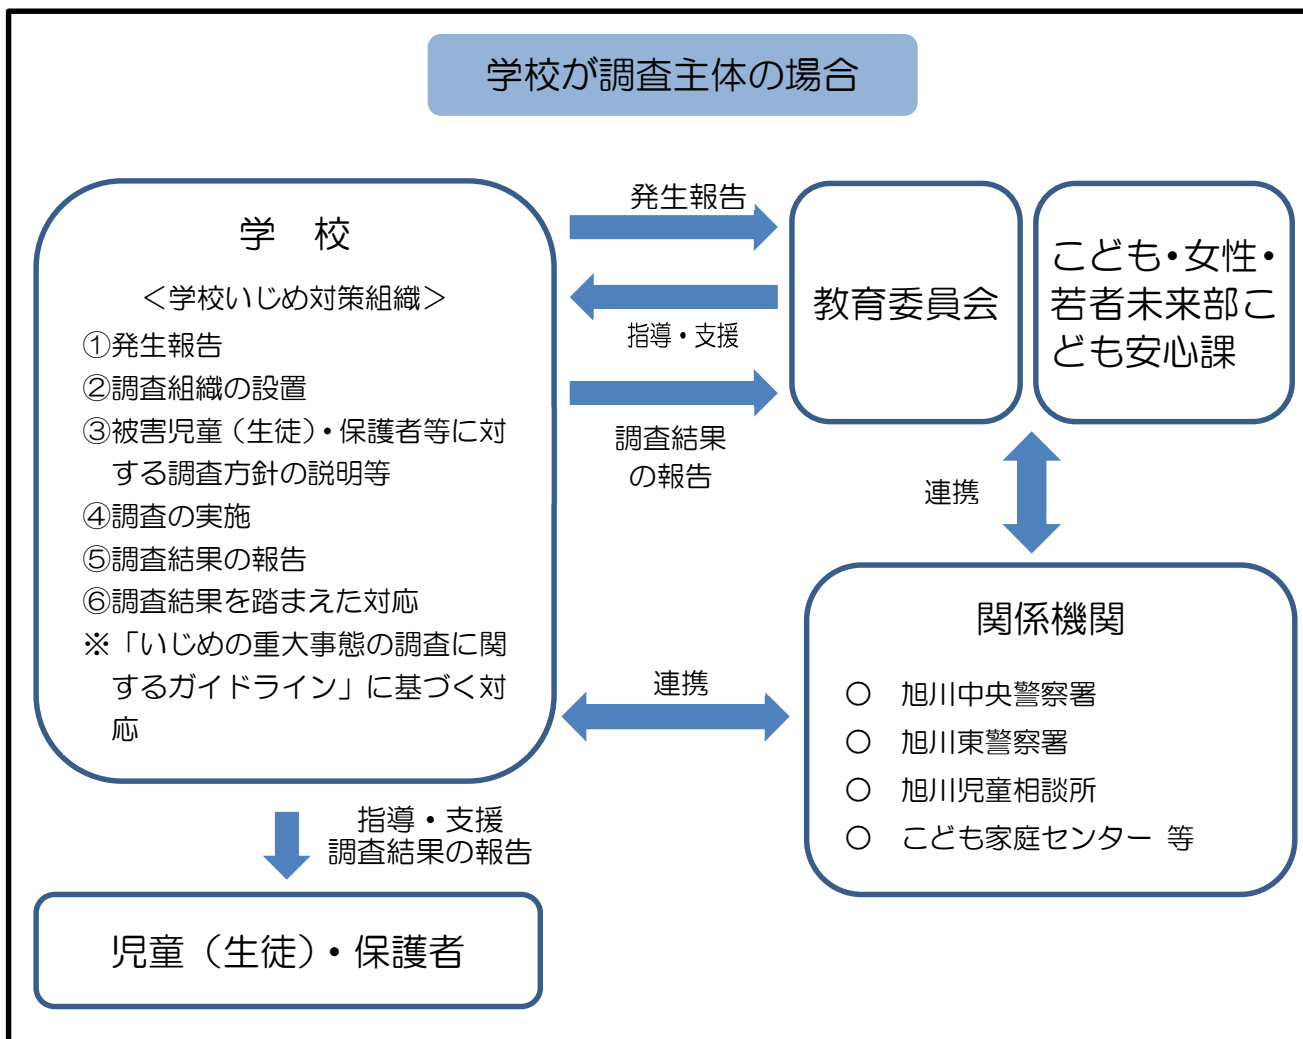 学校が調査主体の場合
学　校
＜学校いじめ対策組織＞
①発生報告
②調査組織の設置
③被害児童（生徒）・保護者等に対
する調査方針の説明等
④調査の実施
⑤調査結果の報告
⑥調査結果を踏まえた対応
※「いじめの重大事態の調査に関
するガイドライン」に基づく対
応
発生報告
指導・支援
調査結果
の報告
教育委員会
こども・女性・
若者未来部こ
ども安心課
連携
連携
関係機関
○　旭川中央警察署
○　旭川東警察署
○　旭川児童相談所
○　こども家庭センター 等
指導・支援
調査結果の報告
児童（生徒）・保護者